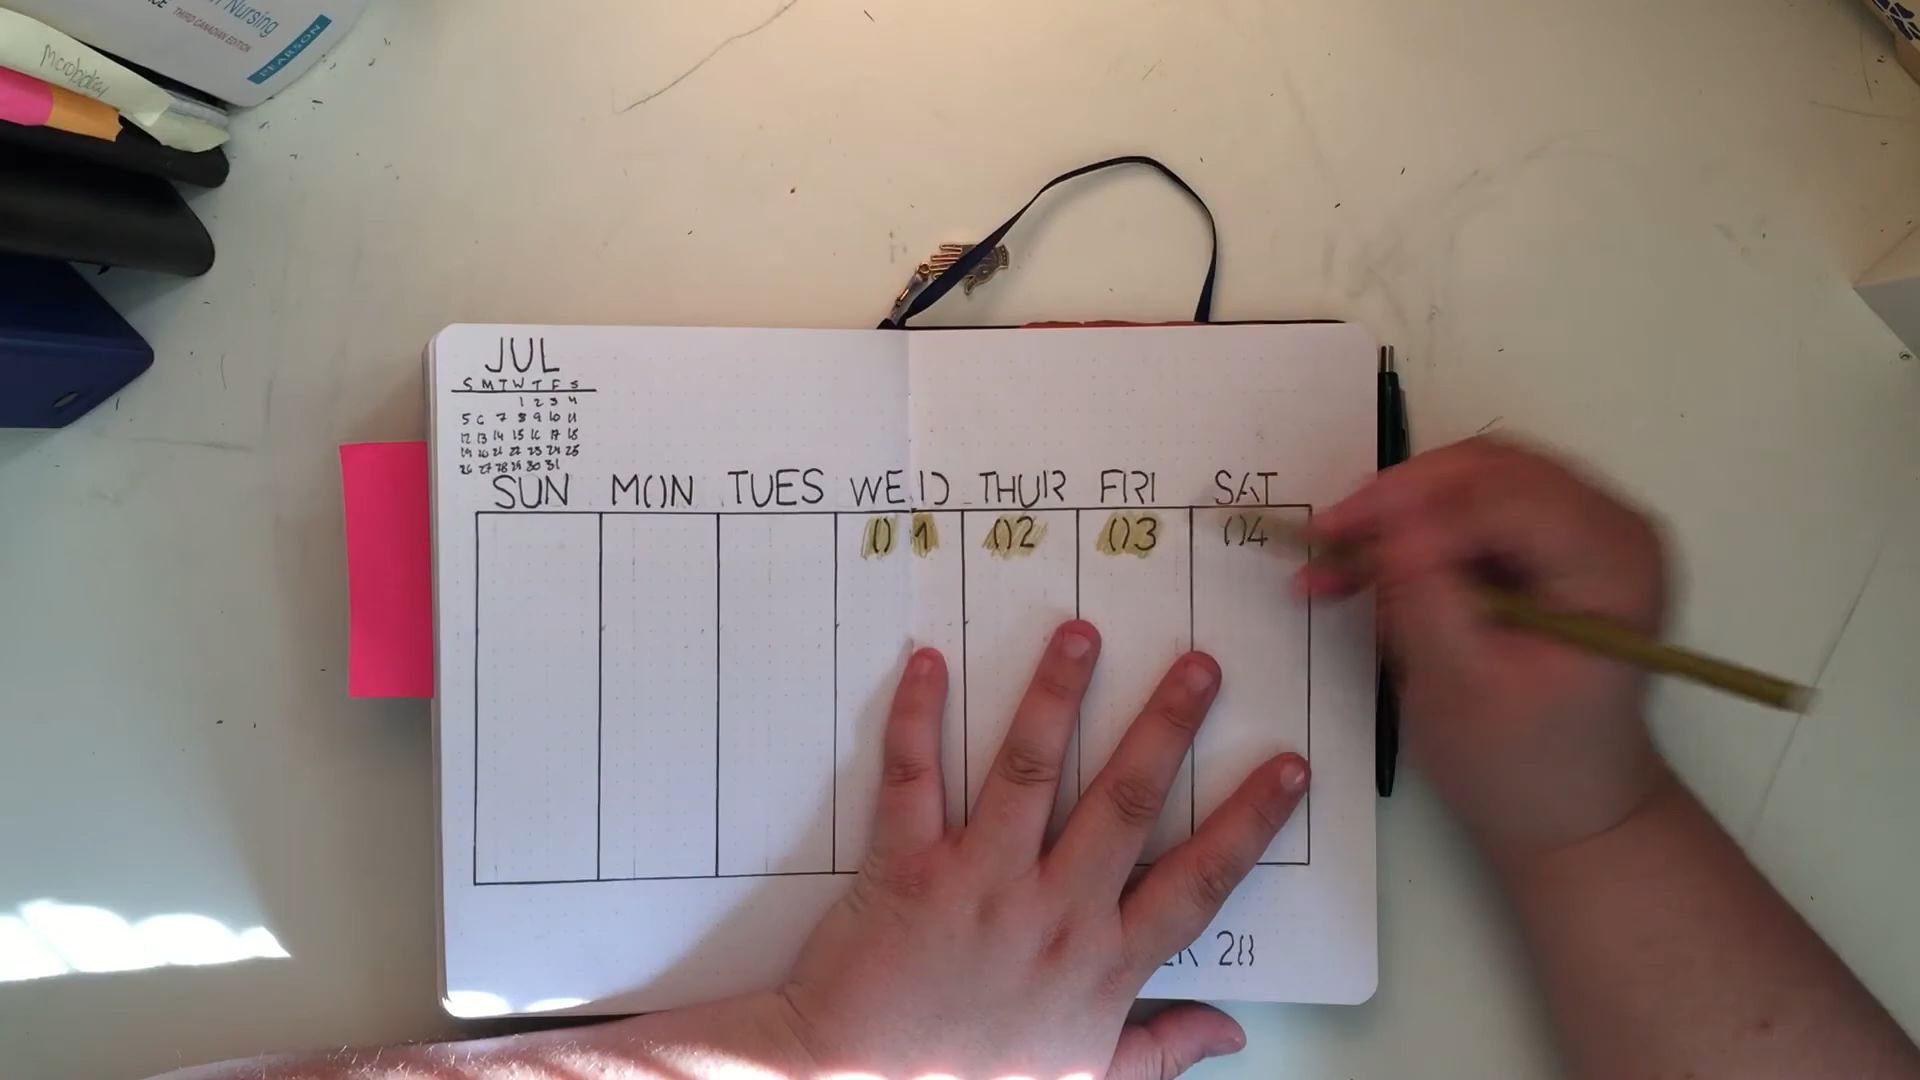 Nursing
THIRD CANADIAN EDITION
PEARSON
Microbiology
JUL
S M T W T F S
1 2 3 4
5 6 7 8 9 10 11
12 13 14 15 16 17 18
19 20 21 22 23 24 25
26 27 28 29 30 31
SUN MON TUES WED THUR FRI SAT
01 02 03 04
28